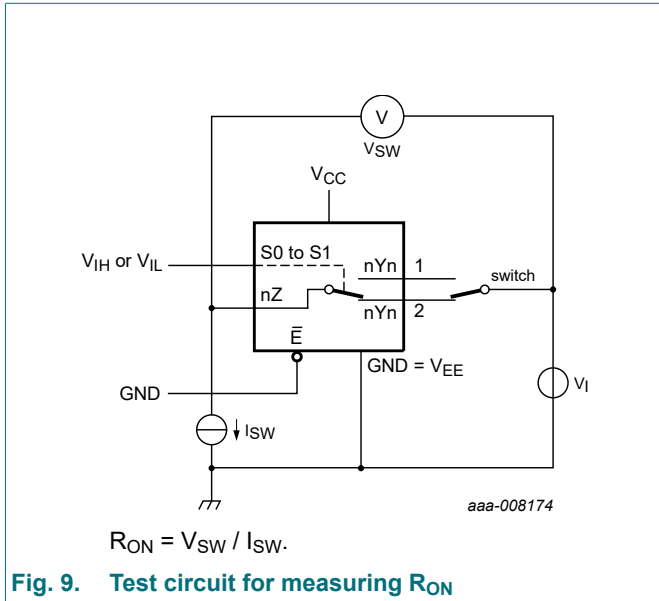 V
VSW
VCC
VIH or VIL
S0 to S1
nYn
1
switch
nZ
nYn
2
E̅
GND = VEE
GND
VI
ISW
aaa-008174
RON = VSW / ISW.
Fig. 9. Test circuit for measuring RON